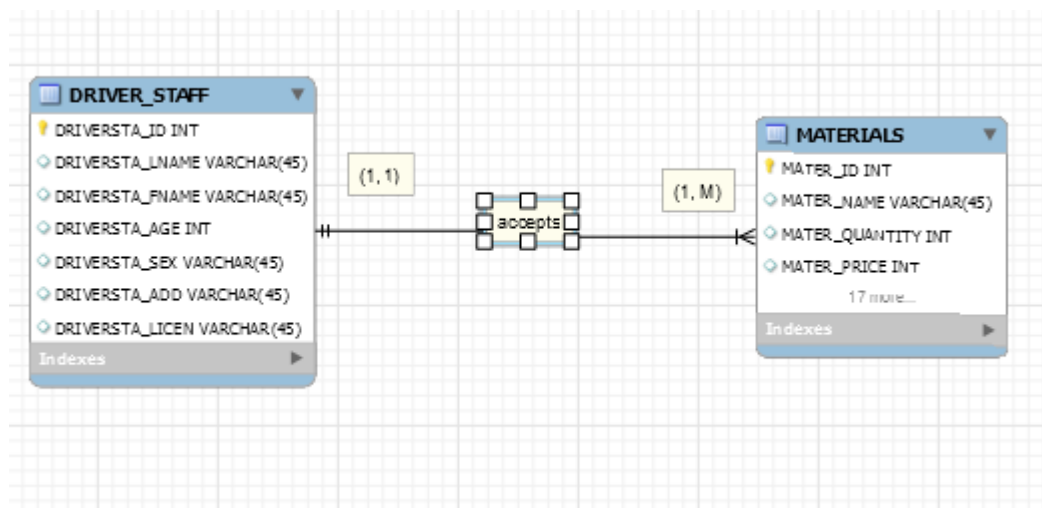 DRIVER_STAFF
DRIVERSTA_ID INT
DRIVERSTA_LNAME VARCHAR(45)
DRIVERSTA_FNAME VARCHAR(45)
DRIVERSTA_AGE INT
DRIVERSTA_SEX VARCHAR(45)
DRIVERSTA_ADD VARCHAR(45)
DRIVERSTA_LICEN VARCHAR(45)
Indexes
(1, 1)
accepts
(1, M)
MATERIALS
MATER_ID INT
MATER_NAME VARCHAR(45)
MATER_QUANTITY INT
MATER_PRICE INT
17 more...
Indexes